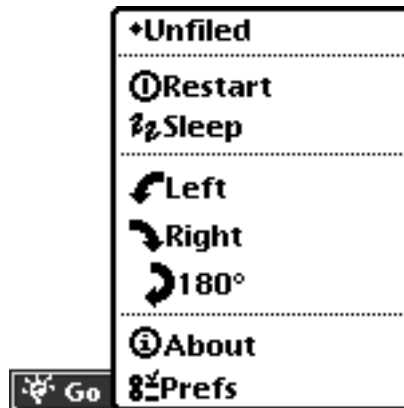 Unfiled
Restart
Sleep
Left
Right
180°
About
Go
Prefs